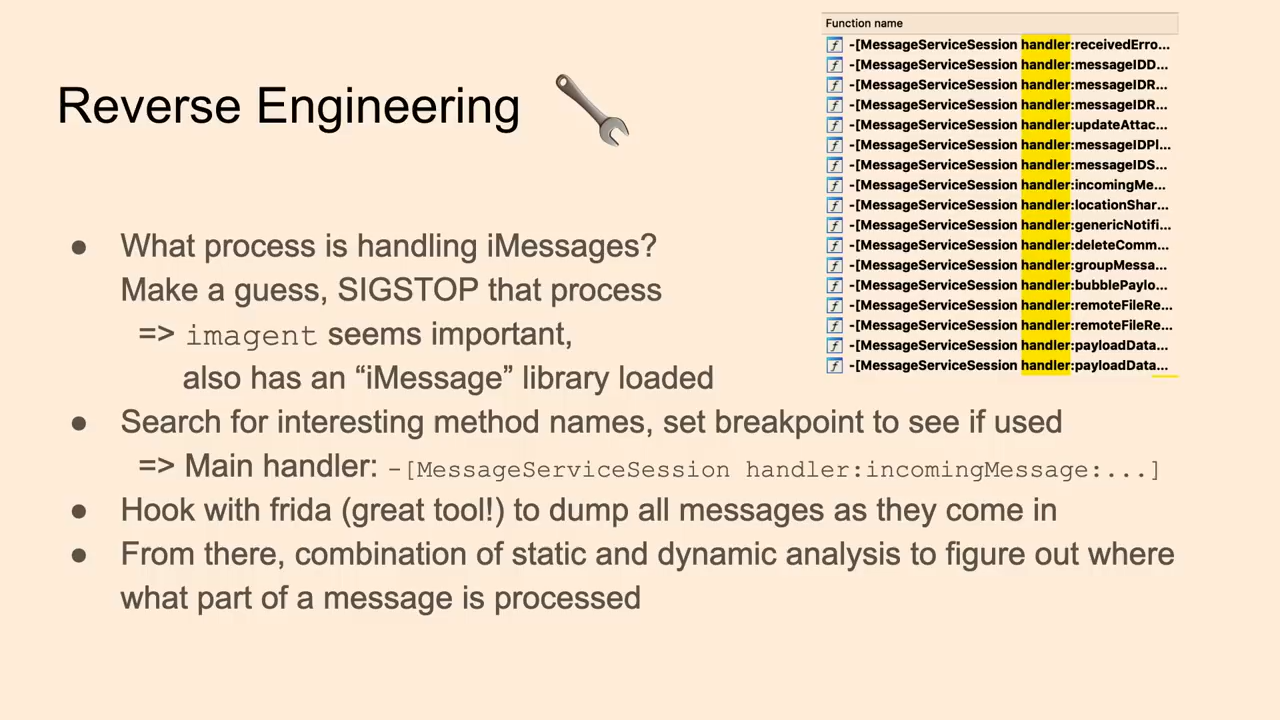 Reverse Engineering
What process is handling iMessages?
Make a guess, SIGSTOP that process
=> imagent seems important,
also has an “iMessage” library loaded
Search for interesting method names, set breakpoint to see if used
=> Main handler: -[MessageServiceSession handler:incomingMessage:...]
Hook with frida (great tool!) to dump all messages as they come in
From there, combination of static and dynamic analysis to figure out where
what part of a message is processed
Function name
f -[MessageServiceSession handler:receivedErro...
f -[MessageServiceSession handler:messageIDD...
f -[MessageServiceSession handler:messageIDR...
f -[MessageServiceSession handler:messageIDR...
f -[MessageServiceSession handler:updateAttac...
f -[MessageServiceSession handler:messageIDPl...
f -[MessageServiceSession handler:messageIDS...
f -[MessageServiceSession handler:incomingMe...
f -[MessageServiceSession handler:locationShar...
f -[MessageServiceSession handler:genericNotifi...
f -[MessageServiceSession handler:deleteComm...
f -[MessageServiceSession handler:groupMessa...
f -[MessageServiceSession handler:bubblePaylo...
f -[MessageServiceSession handler:remoteFileRe...
f -[MessageServiceSession handler:remoteFileRe...
f -[MessageServiceSession handler:payloadData...
f -[MessageServiceSession handler:payloadData...